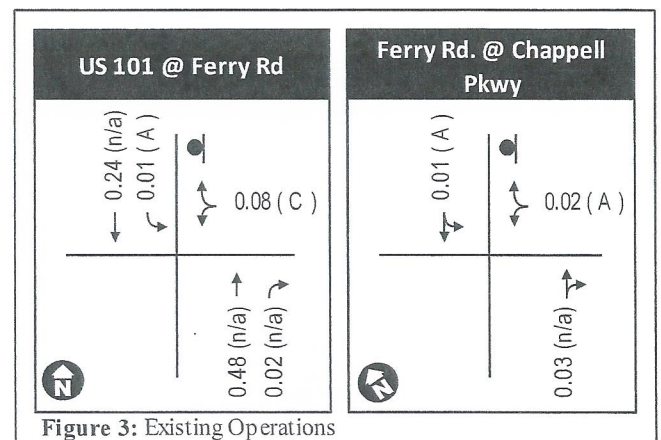 US 101 @ Ferry Rd
0.24 (n/a)
0.01 ( A )
0.08 ( C )
0.48 (n/a)
0.02 (n/a)
N
Ferry Rd. @ Chappell
Pkwy
0.01 ( A )
0.02 ( A )
0.03 (n/a)
N
Figure 3: Existing Operations